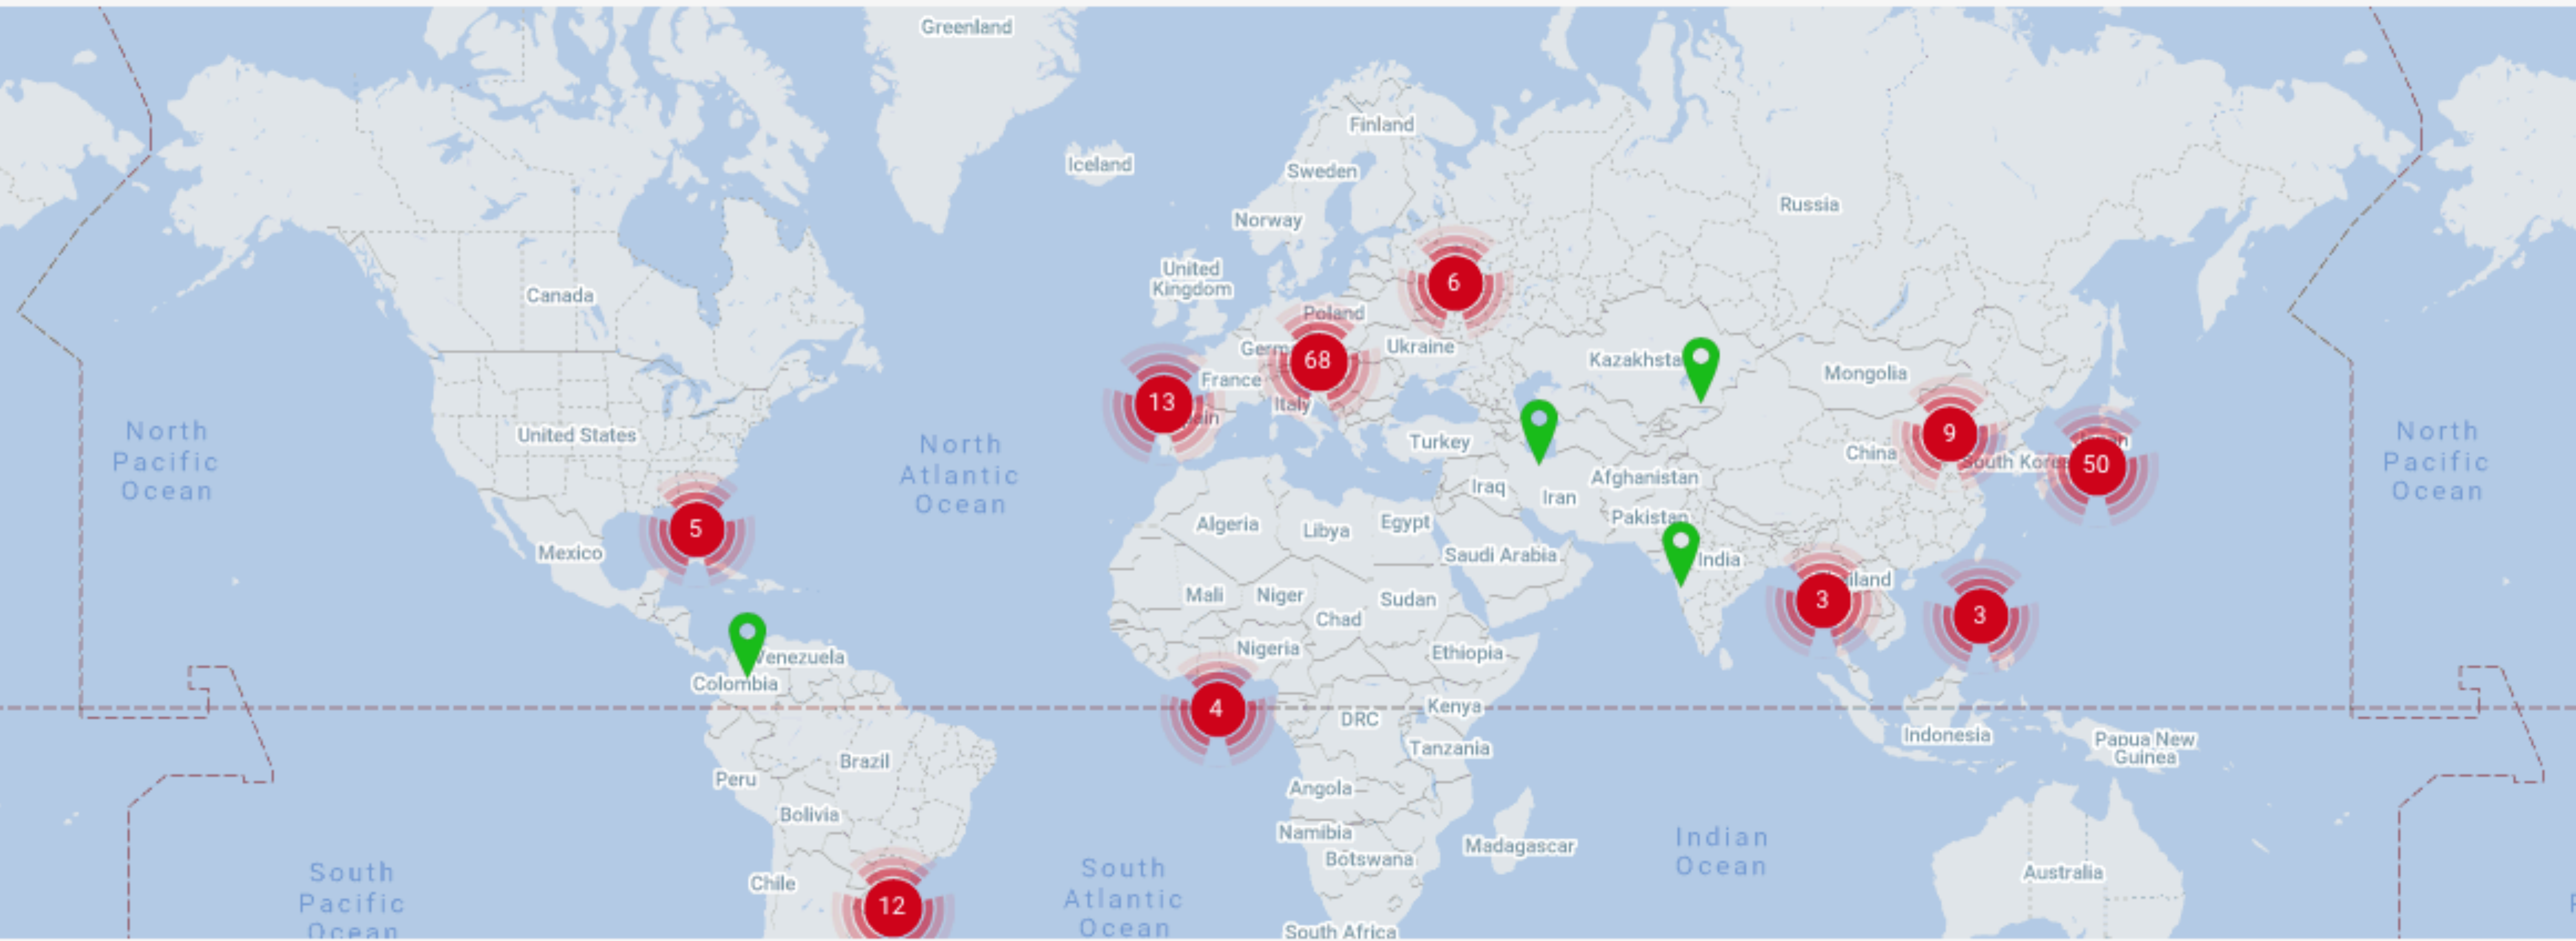 Greenland
Finland
Iceland
Sweden
Russia
Norway
United
Kingdom
6
Canada
Poland
Ukraine
68
Kazakhsta
Mongolia
France
13
Italy
United States
North
Pacific
Ocean
North
Atlantic
Ocean
Turkey
9
China
50
North
Pacific
Ocean
Iraq
Iran
Afghanistan
Pakistan
5
Mexico
Algeria
Libya
Egypt
Saudi Arabia
India
Mali
Niger
Chad
Sudan
3
iland
3
Venezuela
Colombia
Nigeria
Ethiopia
4
DRC
Kenya
Tanzania
Indonesia
Papua New
Guinea
Peru
Brazil
Bolivia
Angola
Namibia
Botswana
Madagascar
Indian
Ocean
South
Pacific
Ocean
Chile
12
South
Atlantic
Ocean
South Africa
Australia